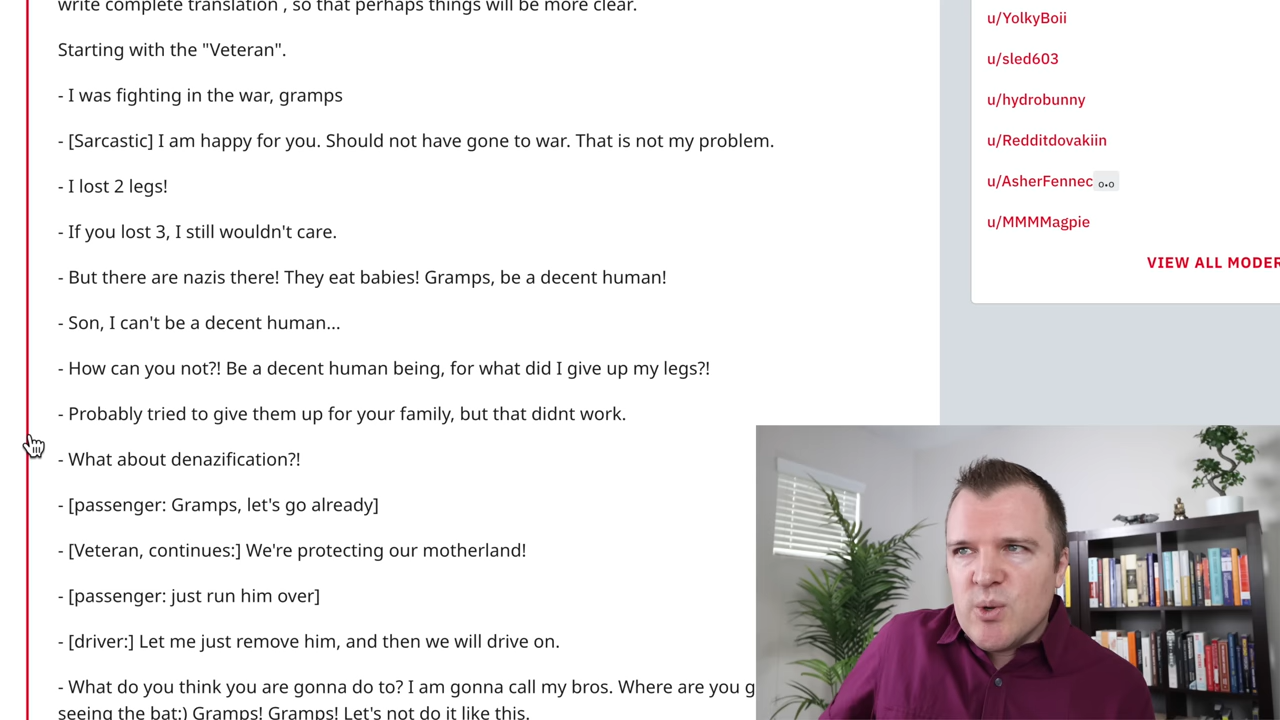 write complete translation , so that perhaps things will be more clear.
Starting with the "Veteran".
- I was fighting in the war, gramps
- [Sarcastic] I am happy for you. Should not have gone to war. That is not my problem.
- I lost 2 legs!
- If you lost 3, I still wouldn't care.
- But there are nazis there! They eat babies! Gramps, be a decent human!
- Son, I can't be a decent human...
- How can you not?! Be a decent human being, for what did I give up my legs?!
- Probably tried to give them up for your family, but that didnt work.
- What about denazification?!
- [passenger: Gramps, let's go already]
- [Veteran, continues:] We're protecting our motherland!
- [passenger: just run him over]
- [driver:] Let me just remove him, and then we will drive on.
- What do you think you are gonna do to? I am gonna call my bros. Where are you g
seeing the bat:) Gramps! Gramps! Let's not do it like this.
u/YolkyBoii
u/sled603
u/hydrobunny
u/Redditdovakiin
u/AsherFennec o.o
u/MMMMagpie
VIEW ALL MODER